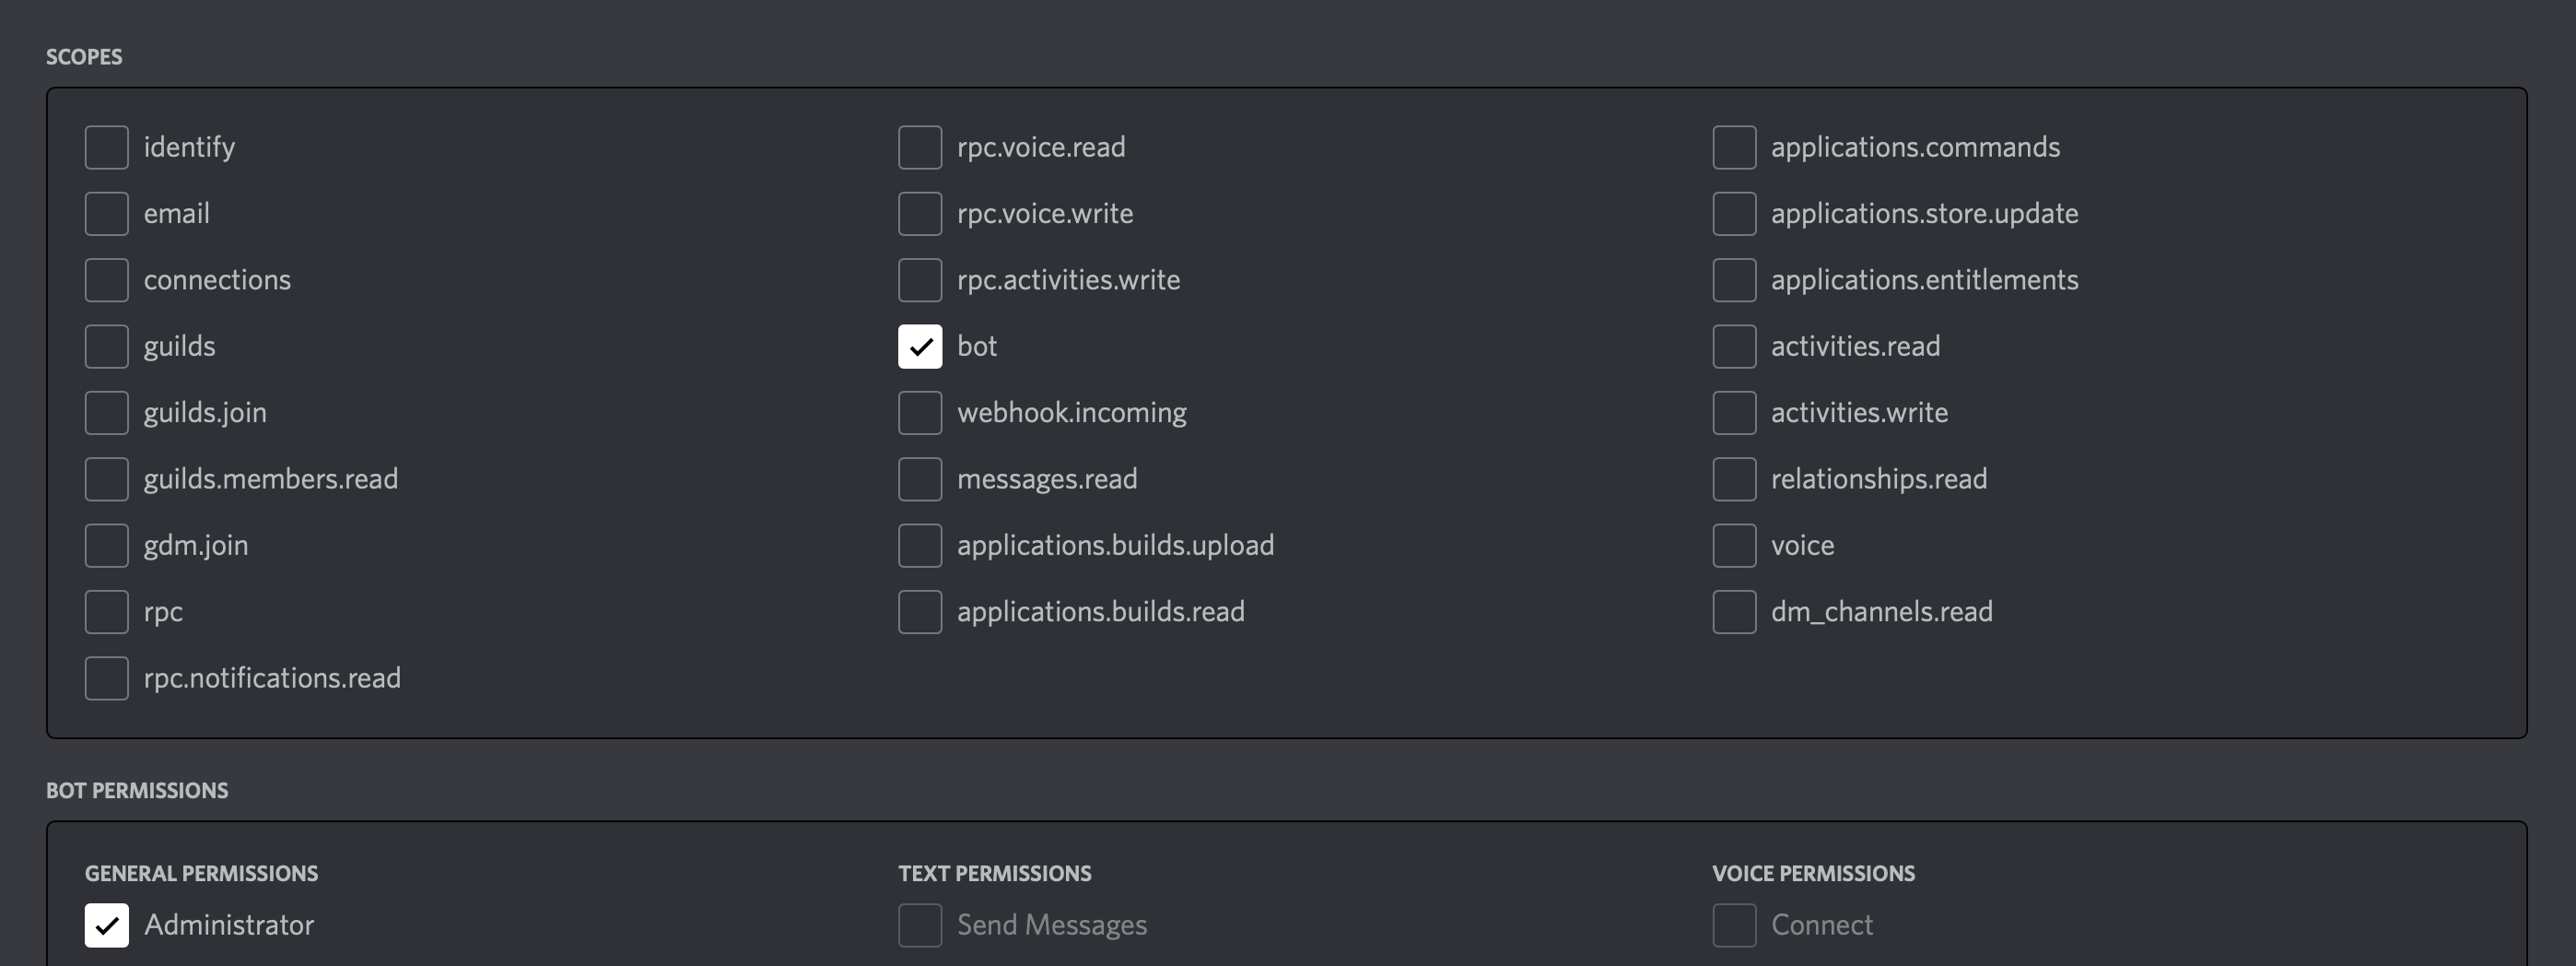 SCOPES
identify
email
connections
guilds
guilds.join
guilds.members.read
gdm.join
rpc
rpc.notifications.read
rpc.voice.read
rpc.voice.write
rpc.activities.write
bot
webhook.incoming
messages.read
applications.builds.upload
applications.builds.read
applications.commands
applications.store.update
applications.entitlements
activities.read
activities.write
relationships.read
voice
dm_channels.read
BOT PERMISSIONS
GENERAL PERMISSIONS
Administrator
TEXT PERMISSIONS
Send Messages
VOICE PERMISSIONS
Connect